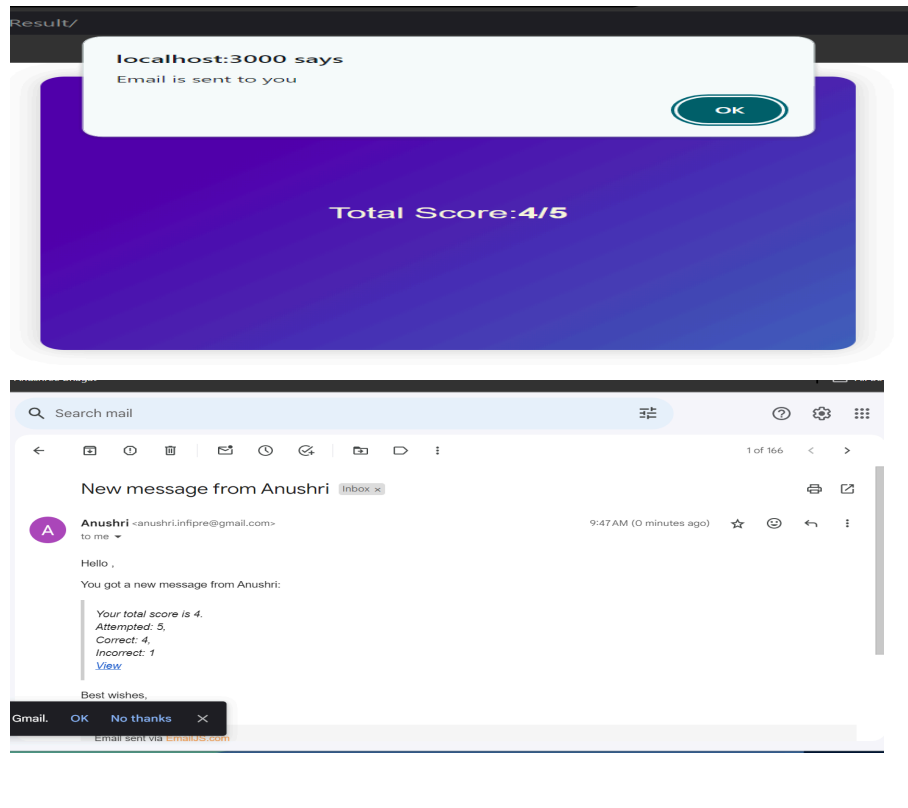 Result/
localhost:3000 says
Email is sent to you
OK
Total Score:4/5
Search mail
1 of 166
New message from Anushri Inbox ×
A
Anushri <anushri.infipre@gmail.com>
9:47 AM (0 minutes ago)
to me
Hello ,
You got a new message from Anushri:
Your total score is 4.
Attempted: 5,
Correct: 4,
Incorrect: 1
View
Best wishes,
Gmail. OK No thanks
Email sent via EmailJS.com